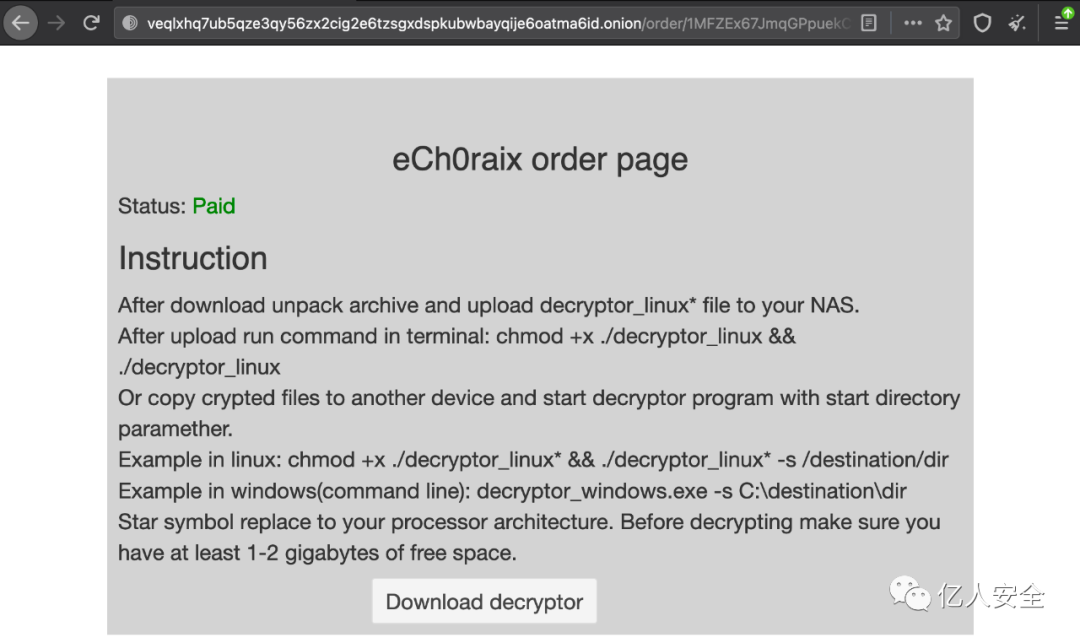 veqlxhq7ub5qze3qy56zx2cig2e6tzsgxdspkubwbayqije6oatma6id.onion/order/1MFZEx67JmqGPpuek
eCh0raix order page
Status: Paid
Instruction
After download unpack archive and upload decryptor_linux* file to your NAS.
After upload run command in terminal: chmod +x ./decryptor_linux &&
./decryptor_linux
Or copy crypted files to another device and start decryptor program with start directory
paramether.
Example in linux: chmod +x ./decryptor_linux* && ./decryptor_linux* -s /destination/dir
Example in windows(command line): decryptor_windows.exe -s C:\destination\dir
Star symbol replace to your processor architecture. Before decrypting make sure you
have at least 1-2 gigabytes of free space.
Download decryptor
亿人安全